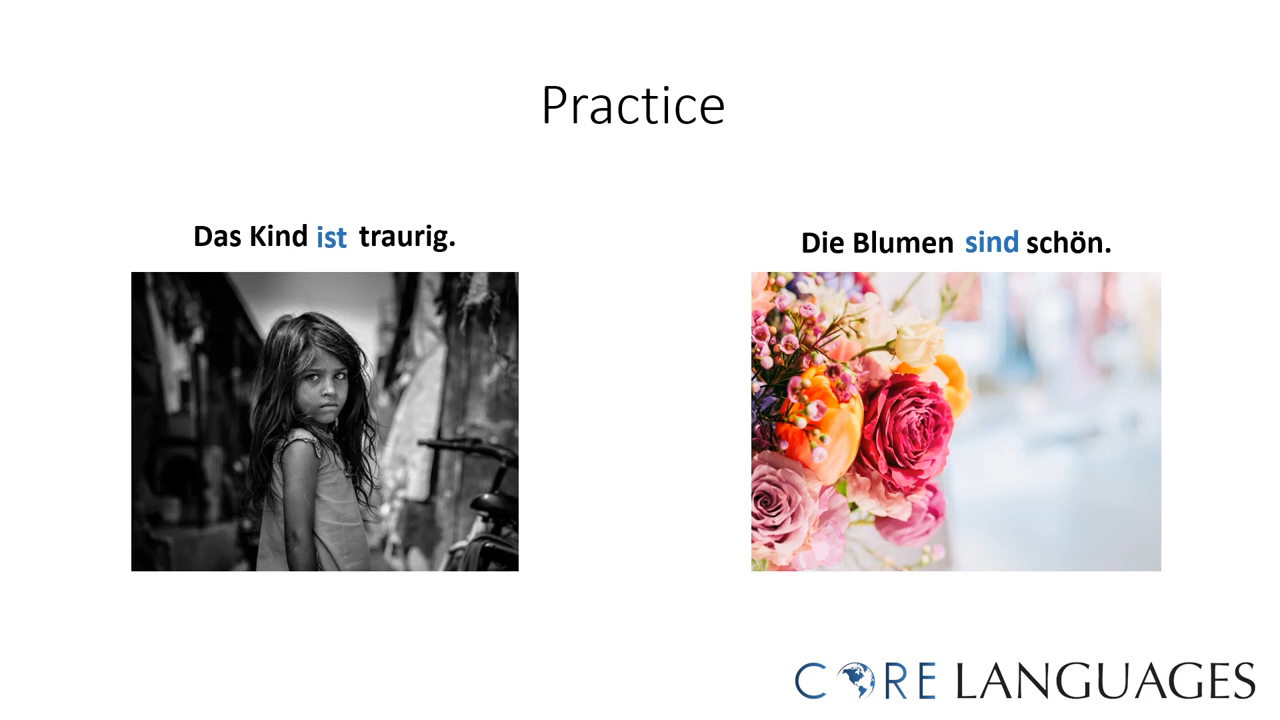 Practice
Das Kind ist traurig.
Die Blumen sind schön.
CORE LANGUAGES